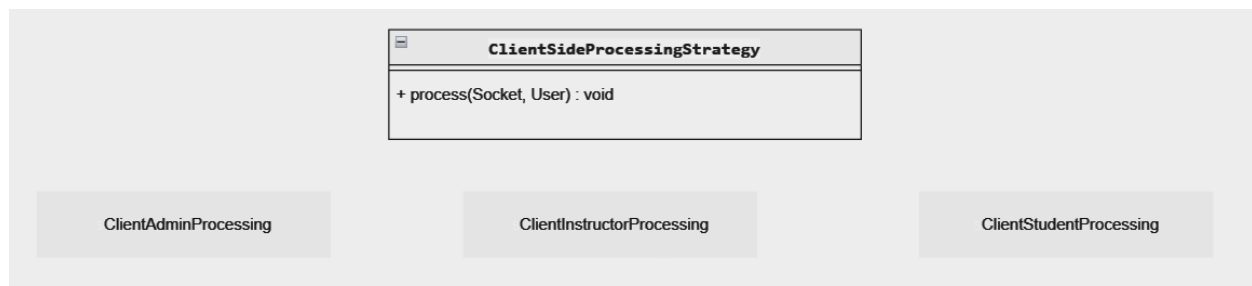 ClientSideProcessingStrategy
+ process(Socket, User) : void
ClientAdminProcessing
ClientInstructorProcessing
ClientStudentProcessing